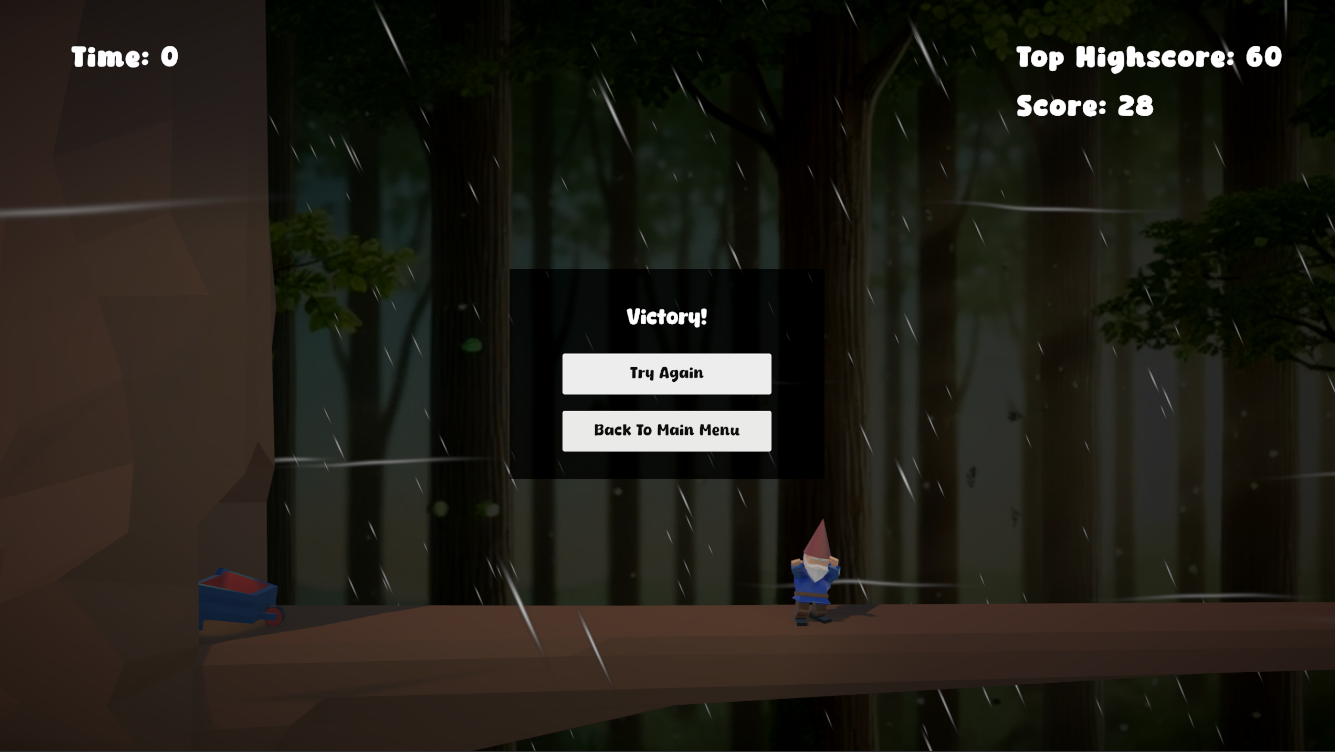 Time: 0
Top Highscore: 60
Score: 28
Victory!
Try Again
Back To Main Menu